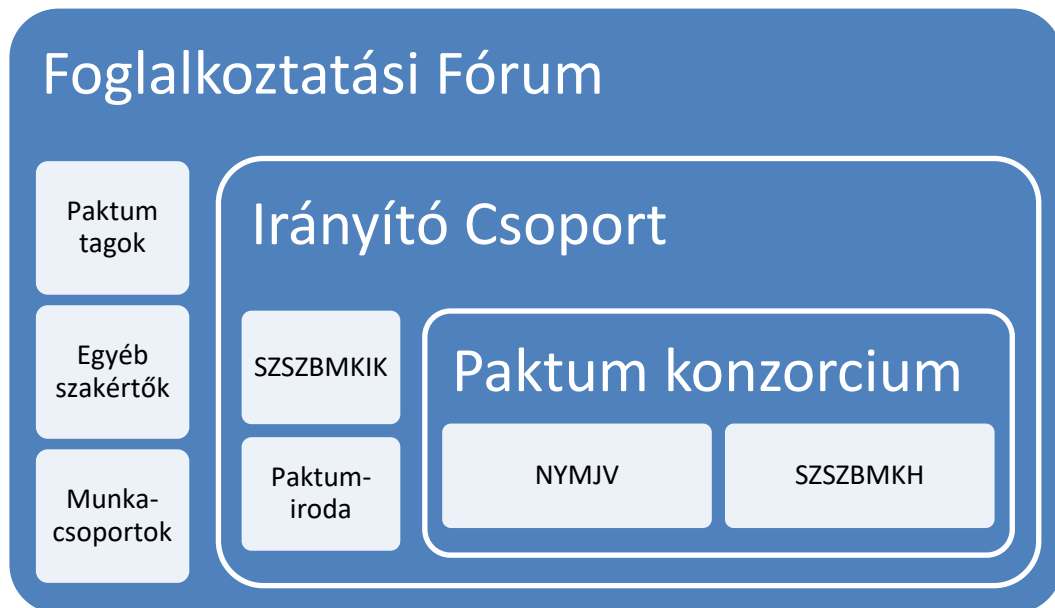 Foglalkoztatási Fórum
Paktum
tagok
Egyéb
szakértők
Munka-
csoportok
Irányító Csoport
SZSZBMKIK
Paktum-
iroda
Paktum konzorcium
NYMJV
SZSZBMKH